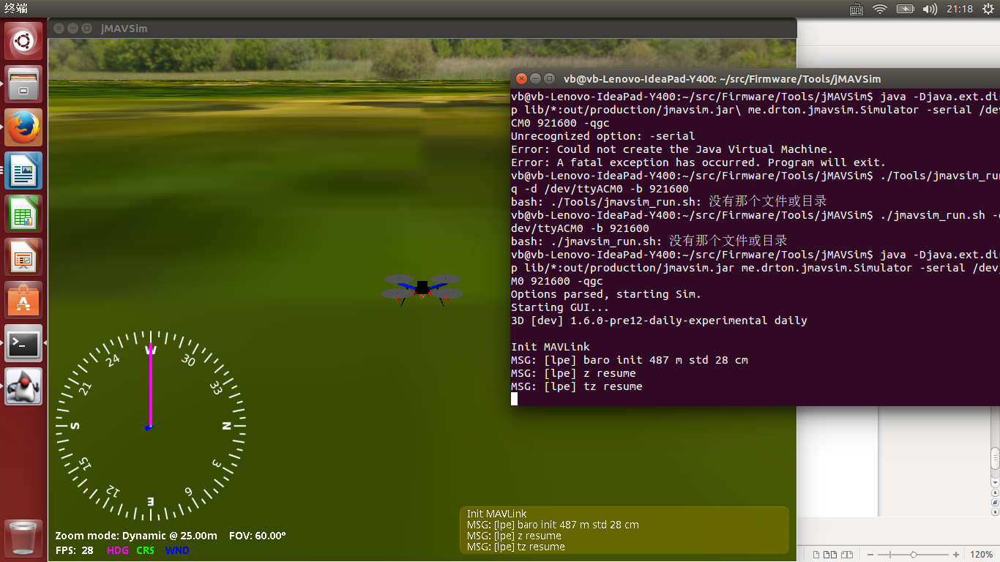 终端
21:18
jMAVSim
vb@vb-Lenovo-IdeaPad-Y400: ~/src/Firmware/Tools/jMAVSim
vb@vb-Lenovo-IdeaPad-Y400:~/src/Firmware/Tools/jMAVSim$ java -Djava.ext.di
p lib/*:out/production/jmavsim.jar\ me.drton.jmavsim.Simulator -serial /dev
CM0 921600 -qgc
Unrecognized option: -serial
Error: Could not create the Java Virtual Machine.
Error: A fatal exception has occurred. Program will exit.
vb@vb-Lenovo-IdeaPad-Y400:~/src/Firmware/Tools/jMAVSim$ ./Tools/jmavsim_ru
q -d /dev/ttyACM0 -b 921600
bash: ./Tools/jmavsim_run.sh: 没有那个文件或目录
vb@vb-Lenovo-IdeaPad-Y400:~/src/Firmware/Tools/jMAVSim$ ./jmavsim_run.sh -
dev/ttyACM0 -b 921600
bash: ./jmavsim_run.sh: 没有那个文件或目录
vb@vb-Lenovo-IdeaPad-Y400:~/src/Firmware/Tools/jMAVSim$ java -Djava.ext.di
p lib/*:out/production/jmavsim.jar me.drton.jmavsim.Simulator -serial /dev/
M0 921600 -qgc
Options parsed, starting Sim.
Starting GUI...
3D [dev] 1.6.0-pre12-daily-experimental daily
Init MAVLink
MSG: [lpe] baro init 487 m std 28 cm
MSG: [lpe] z resume
MSG: [lpe] tz resume
W
30
33
N
3
6
E
12
15
S
21
24
Init MAVLink
MSG: [lpe] baro init 487 m std 28 cm
MSG: [lpe] z resume
MSG: [lpe] tz resume
Zoom mode: Dynamic @ 25.00m FOV: 60.00°
FPS: 28 HDG CRS WND
120%